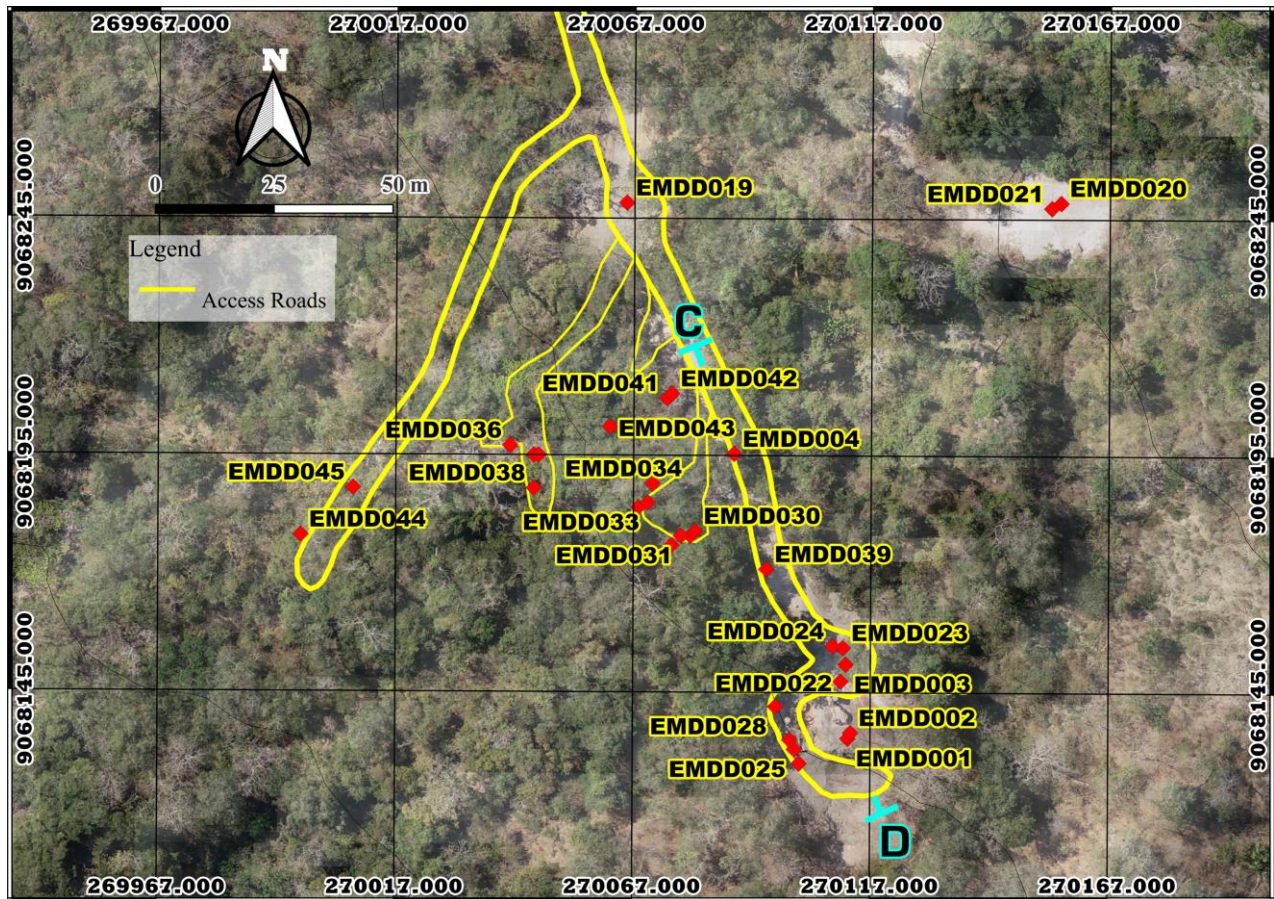 269967.000 270017.000 270067.000 270117.000 270167.000
N
0 25 50 m
Legend
Access Roads
9068245.000
9068245.000
EMDD019
EMDD021
EMDD020
C
EMDD041
EMDD042
EMDD036
EMDD043
EMDD004
9068195.000
9068195.000
EMDD045
EMDD038
EMDD034
EMDD044
EMDD033
EMDD030
EMDD031
EMDD039
EMDD024
EMDD023
9068145.000
9068145.000
EMDD022
EMDD003
EMDD028
EMDD002
EMDD025
EMDD001
D
269967.000 270017.000 270067.000 270117.000 270167.000